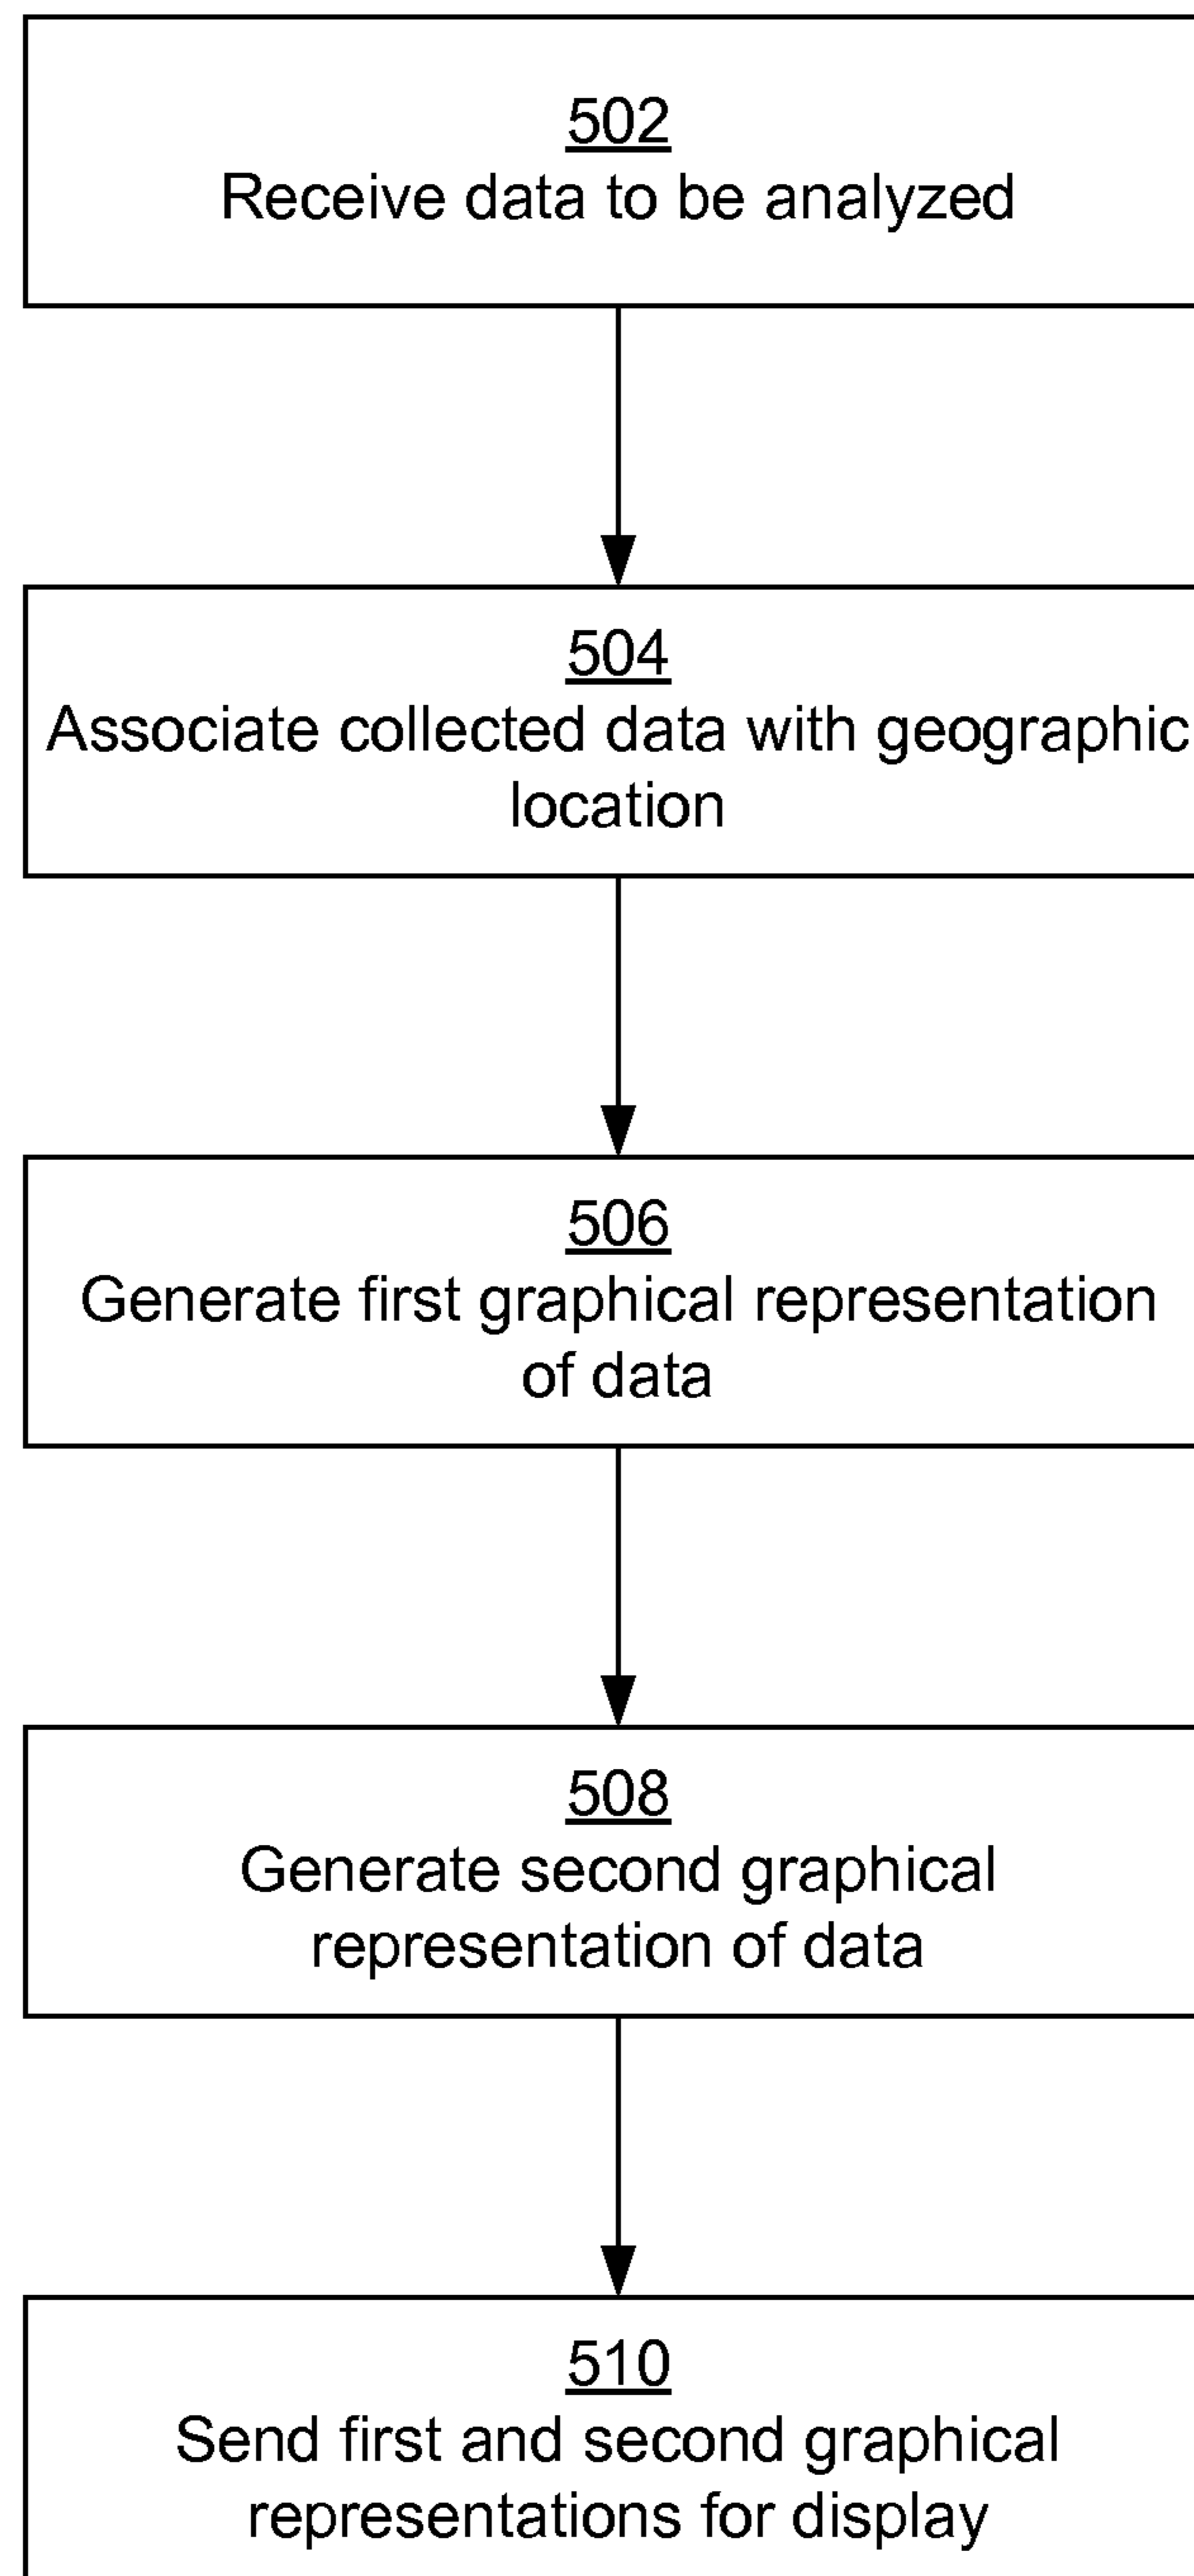 502
Receive data to be analyzed
504
Associate collected data with geographic
location
506
Generate first graphical representation
of data
508
Generate second graphical
representation of data
510
Send first and second graphical
representations for display